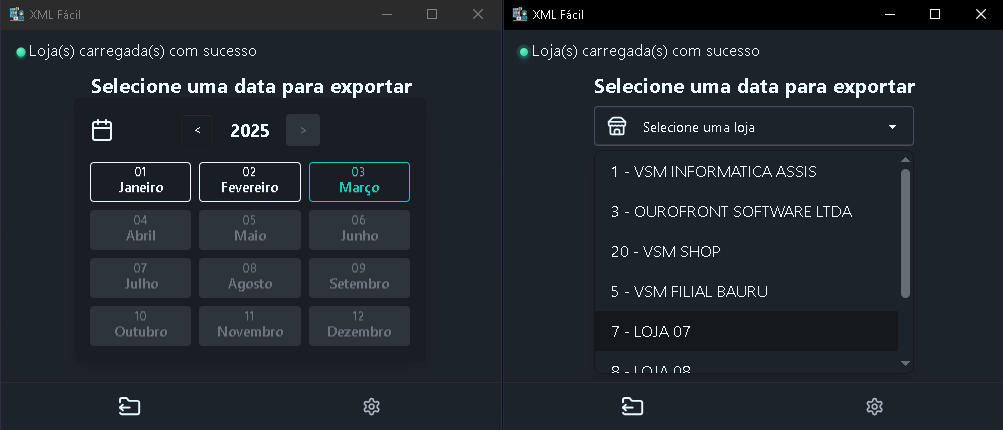 XML Fácil
Loja(s) carregada(s) com sucesso
Selecione uma data para exportar
< 2025 >
01 02 03
Janeiro Fevereiro Março
04 05 06
Abril Maio Junho
07 08 09
Julho Agosto Setembro
10 11 12
Outubro Novembro Dezembro
XML Fácil
Loja(s) carregada(s) com sucesso
Selecione uma data para exportar
Selecione uma loja
1 - VSM INFORMATICA ASSIS
3 - OUROFRONT SOFTWARE LTDA
20 - VSM SHOP
5 - VSM FILIAL BAURU
7 - LOJA 07
8 - LOJA 08